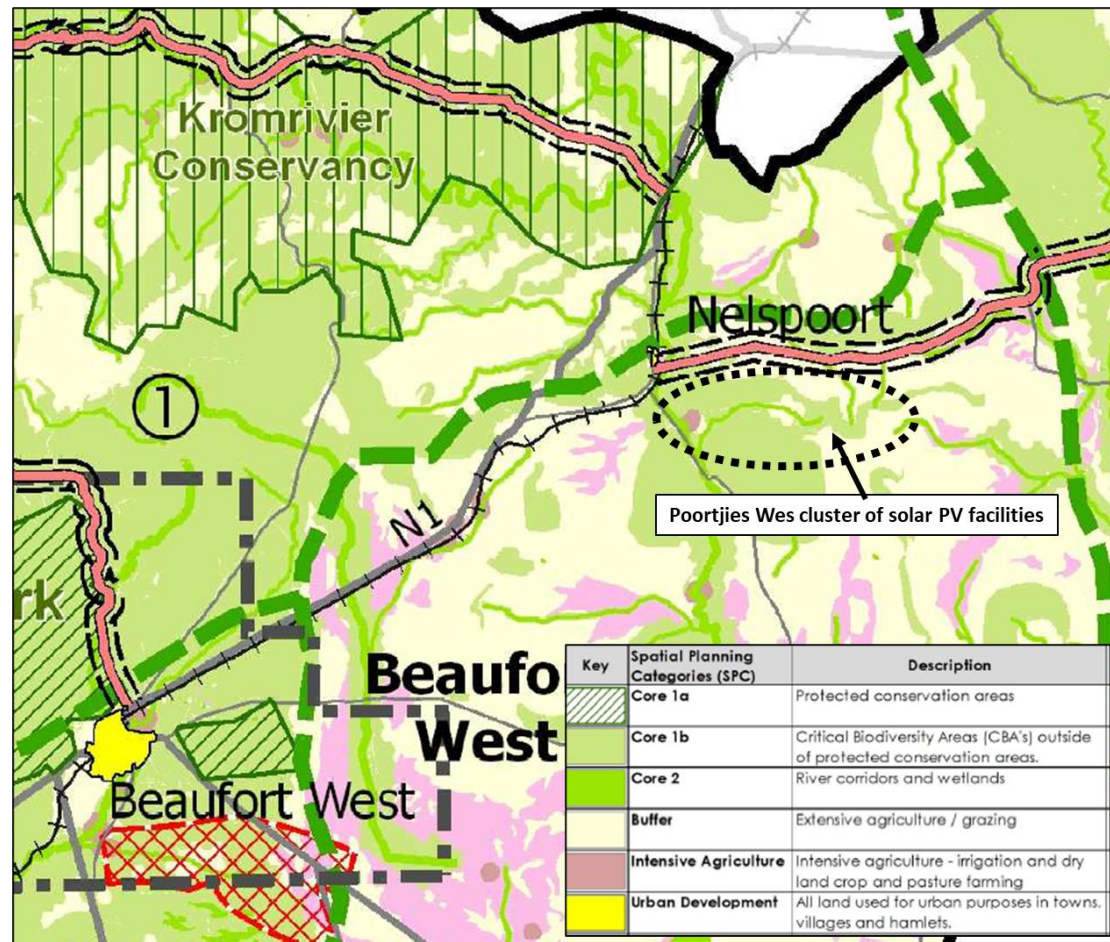 Kromrivier
Conservancy
Nelspoort
1
Poortjies Wes cluster of solar PV facilities
N1
rk
Beaufo
West
Beaufort West
Key Spatial Planning Categories (SPC) Description
Core 1a Protected conservation areas
Core 1b Critical Biodiversity Areas (CBA's) outside
of protected conservation areas.
Core 2 River corridors and wetlands
Buffer Extensive agriculture / grazing
Intensive Agriculture Intensive agriculture - irrigation and dry
land crop and pasture farming
Urban Development All land used for urban purposes in towns,
villages and hamlets.